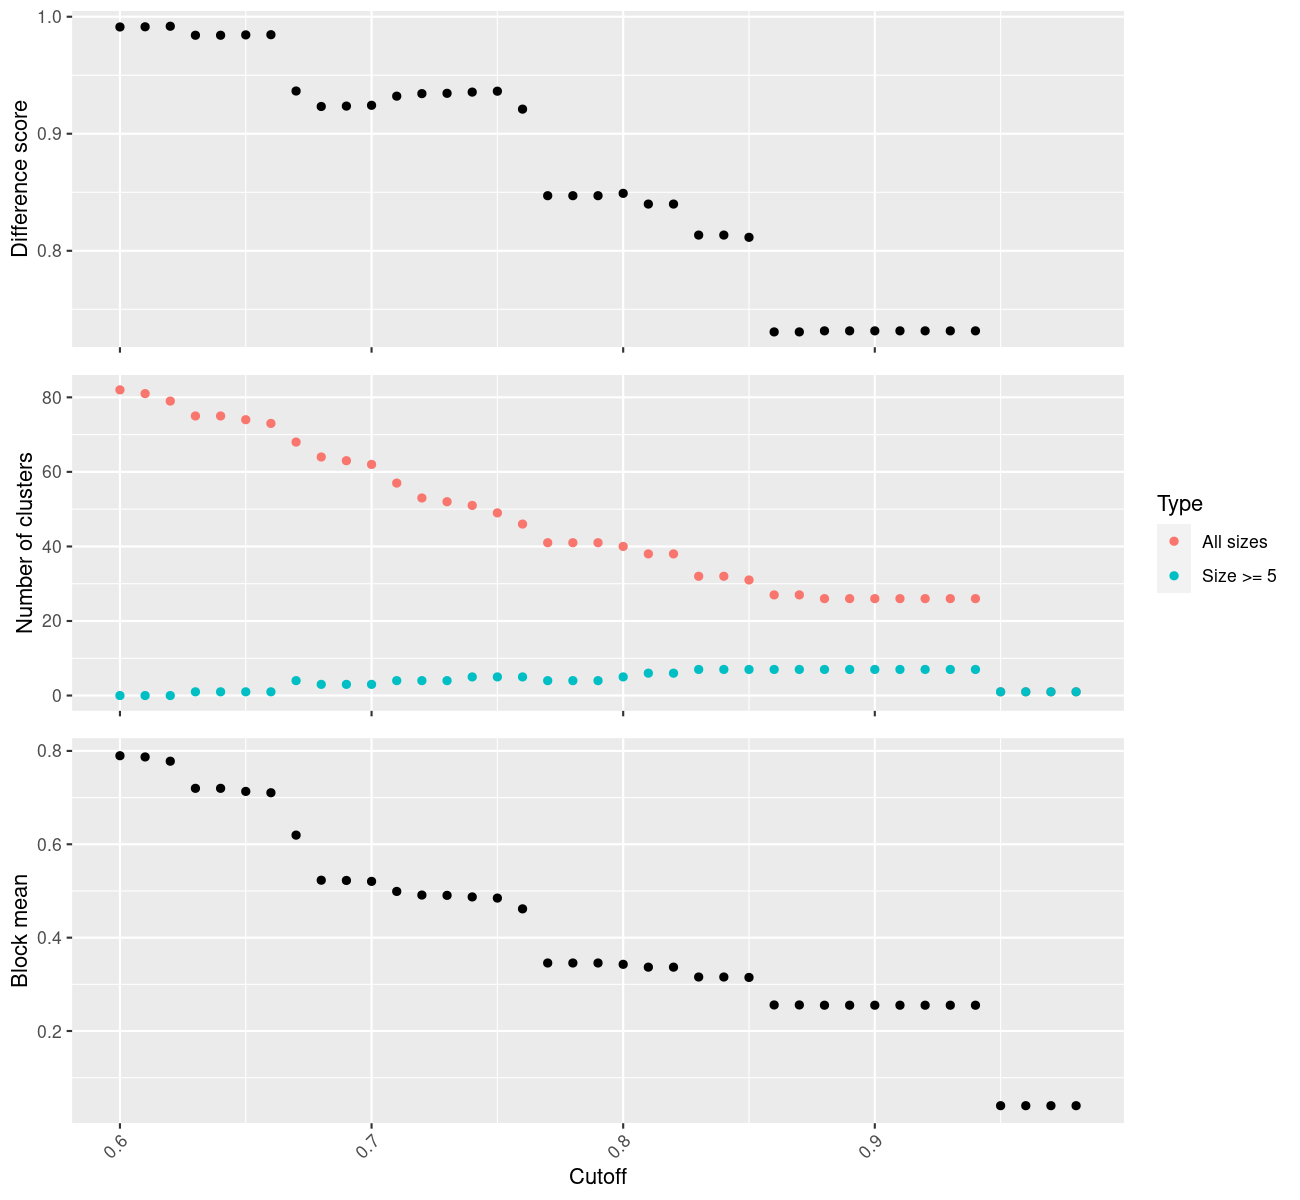 Difference score
1.0
0.9
0.8
Number of clusters
80
60
40
20
0
Type
All sizes
Size >= 5
Block mean
0.8
0.6
0.4
0.2
0.6
0.7
0.8
0.9
Cutoff